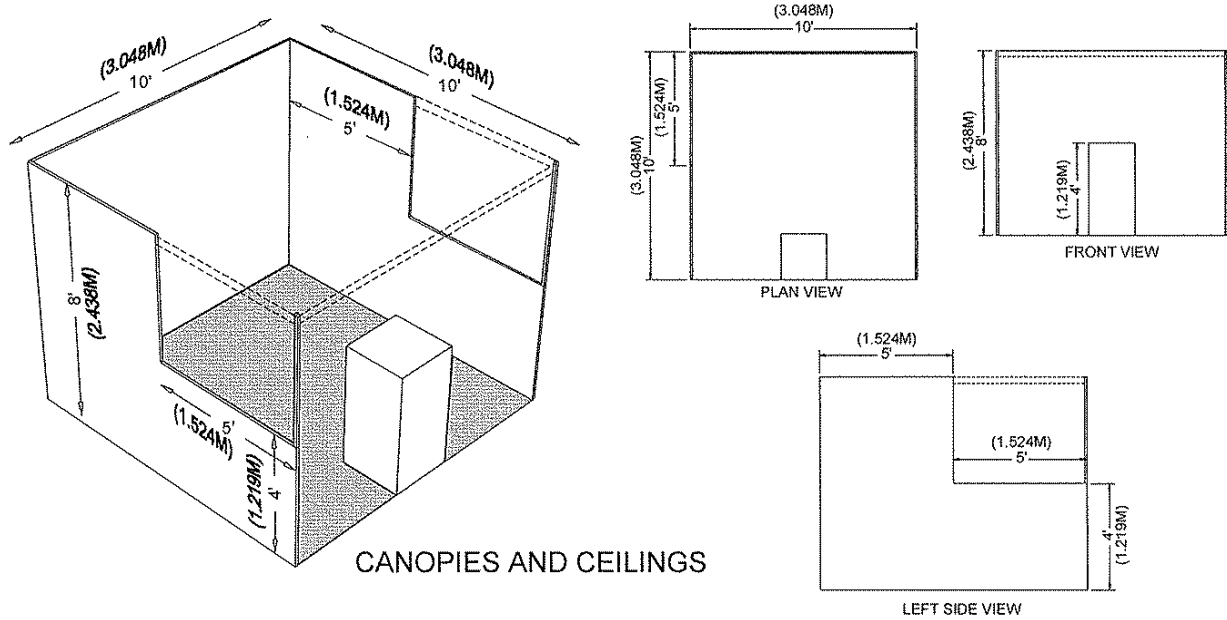 (3.048M)
10'
(3.048M)
10'
(1.524M)
5'
8'
(2.438M)
5'
(1.524M)
4'
(1.219M)
CANOPIES AND CEILINGS
(3.048M)
10'
(1.524M)
5'
(3.048M)
10'
PLAN VIEW
(2.438M)
8'
(1.219M)
4'
FRONT VIEW
(1.524M)
5'
(1.524M)
5'
4'
(1.219M)
LEFT SIDE VIEW